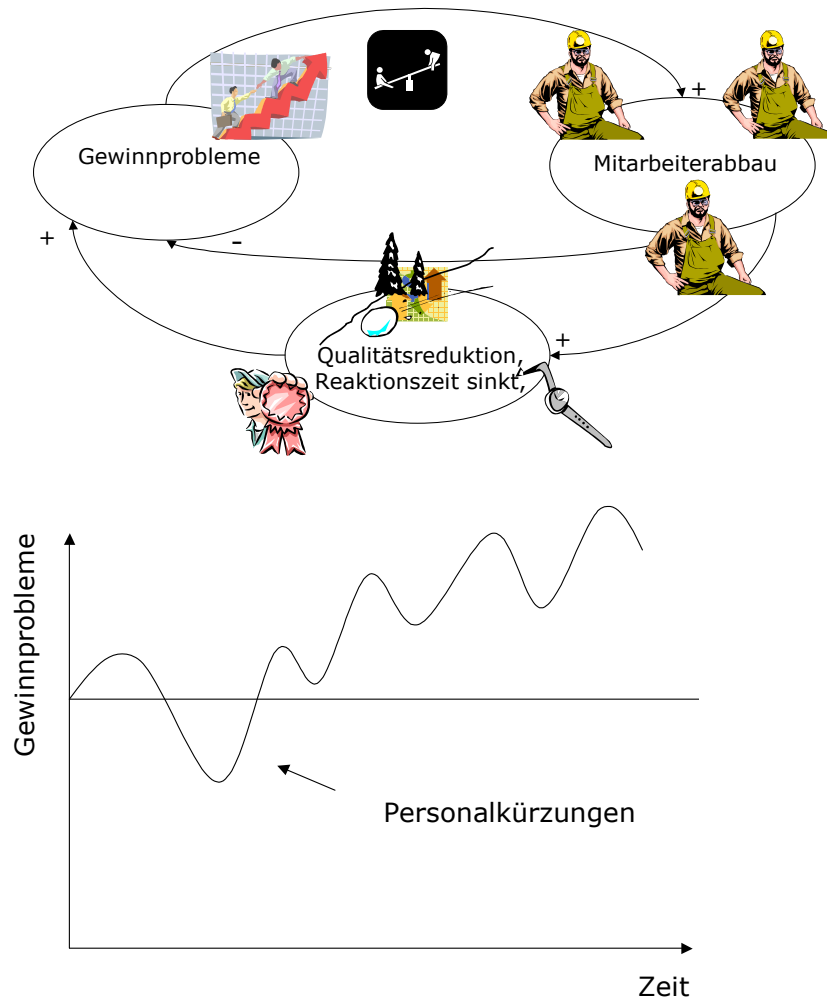 +
Gewinnprobleme
Mitarbeiterabbau
+
-
+
Qualitätsreduktion,
Reaktionszeit sinkt,
Gewinnprobleme
Personalkürzungen
Zeit